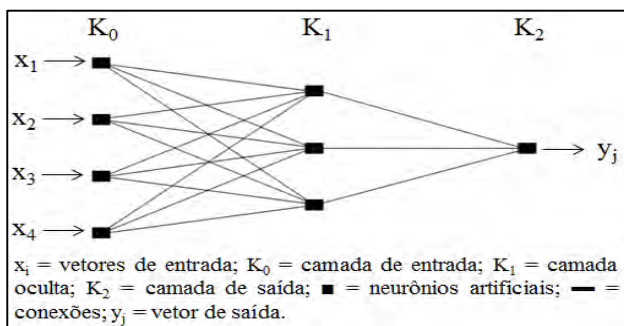 K₀ K₁ K₂
x₁
x₂
x₃
yⱼ
x₄
xᵢ = vetores de entrada; K₀ = camada de entrada; K₁ = camada
oculta; K₂ = camada de saída; ■ = neurônios artificiais; — =
conexões; yⱼ = vetor de saída.